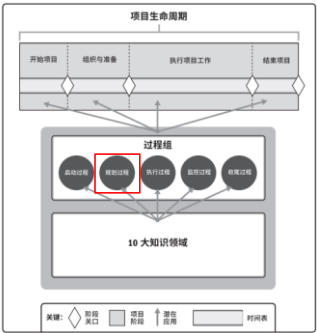 项目生命周期
开始项目 组织与准备 执行项目工作 结束项目
过程组
启动过程 规划过程 执行过程 监控过程 收尾过程
10 大知识领域
关键: 阶段关口 项目阶段 潜在应用 时间表